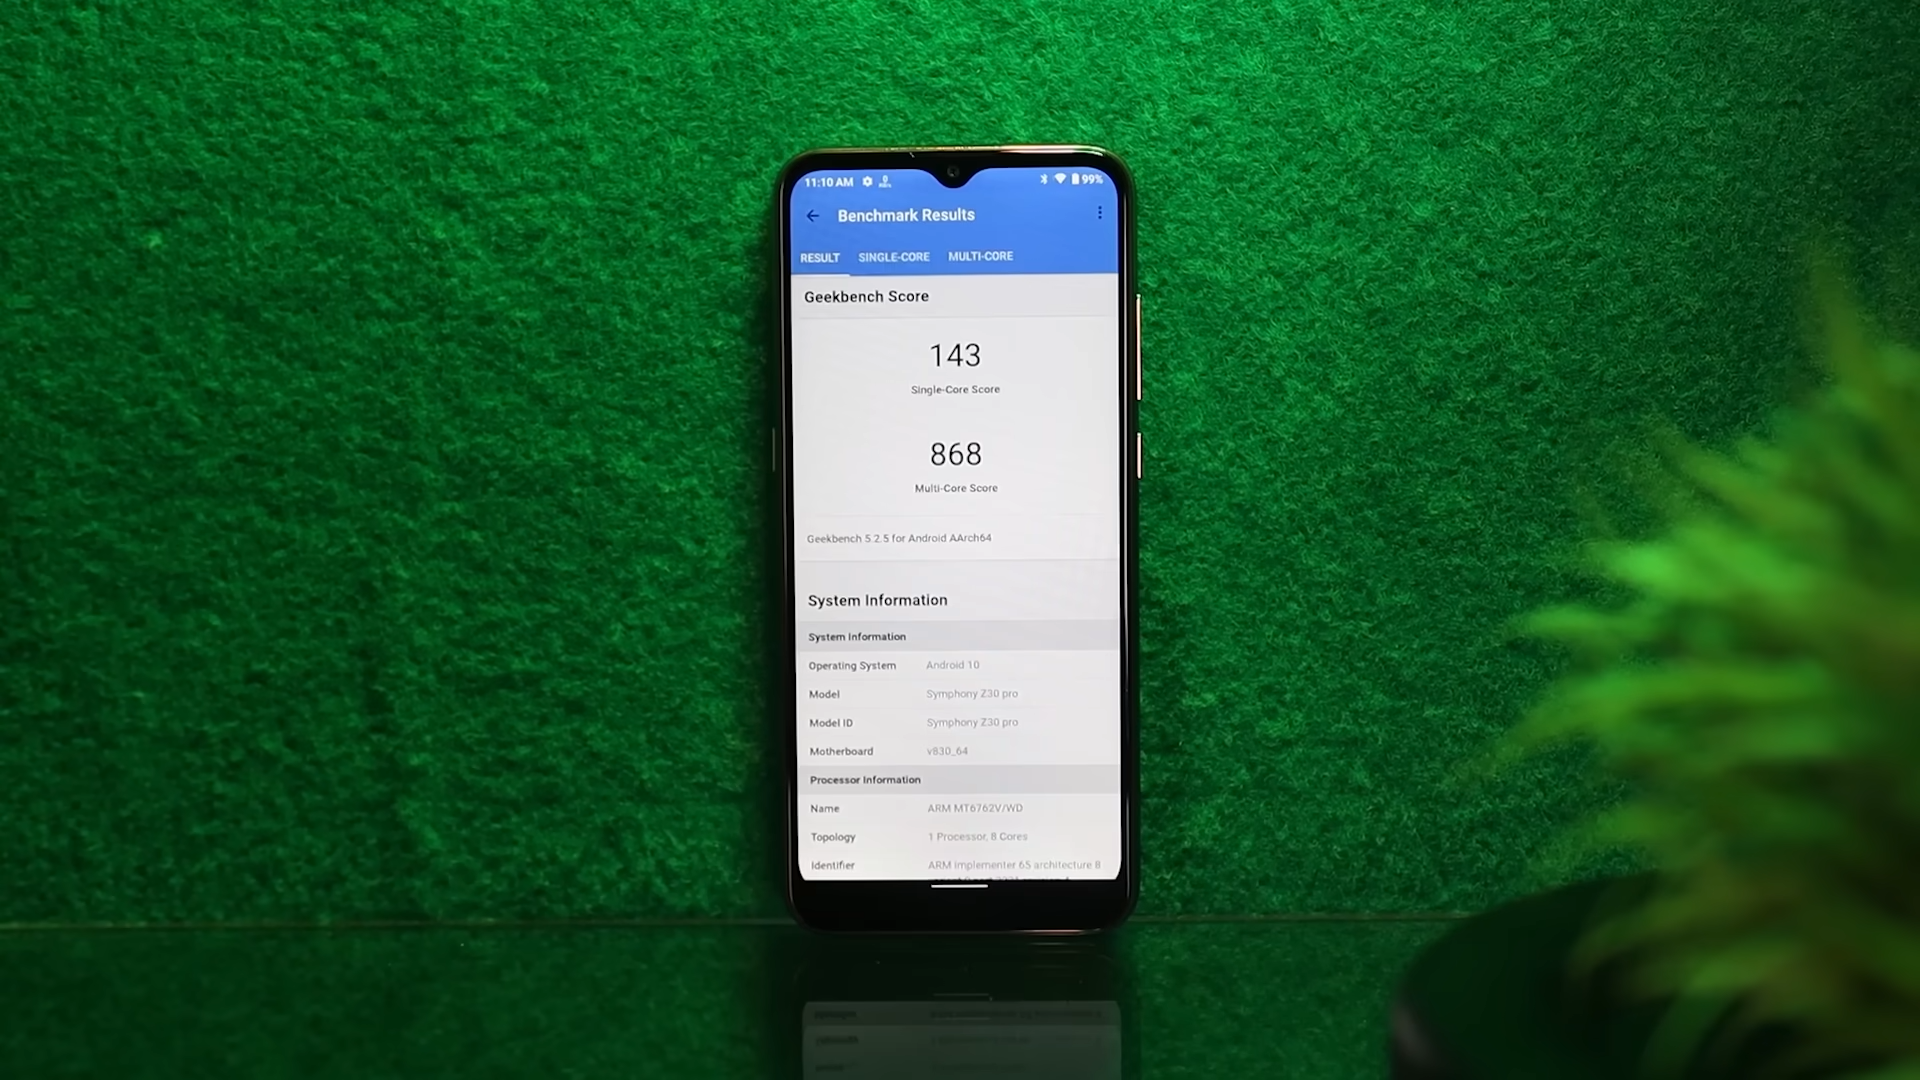 11:10 AM 99%
Benchmark Results
RESULT SINGLE-CORE MULTI-CORE
Geekbench Score
143
Single-Core Score
868
Multi-Core Score
Geekbench 5.2.5 for Android AArch64
System Information
System Information
Operating System Android 10
Model Symphony Z30 pro
Model ID Symphony Z30 pro
Motherboard v830_64
Processor Information
Name ARM MT6762V/WD
Topology 1 Processor, 8 Cores
Identifier ARM implementer 65 architecture 8